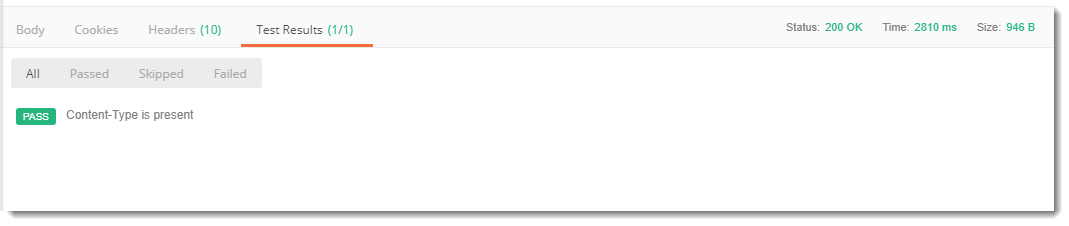 Body Cookies Headers (10) Test Results (1/1) Status: 200 OK Time: 2810 ms Size: 946 B
All Passed Skipped Failed
PASS Content-Type is present